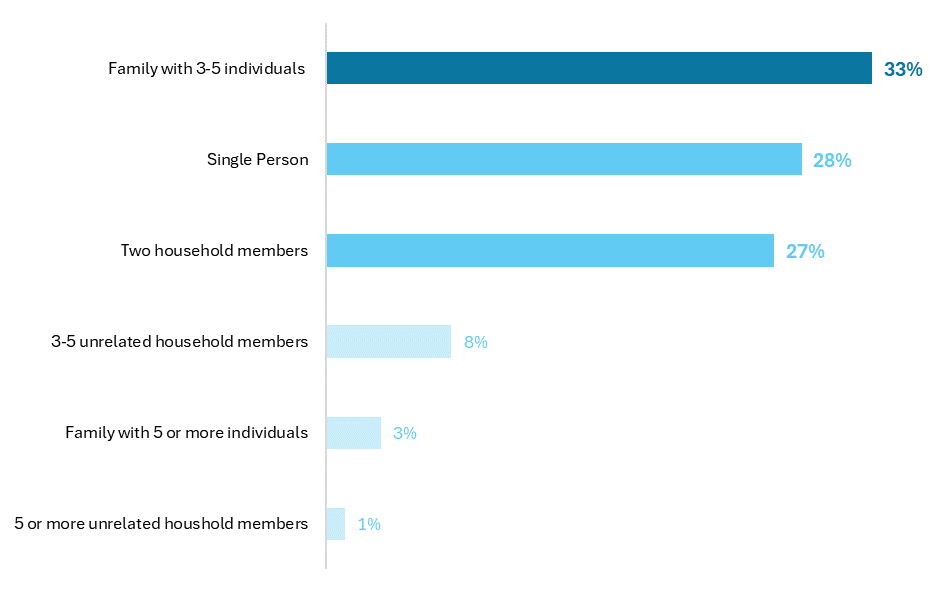 Family with 3-5 individuals 33%
Single Person 28%
Two household members 27%
3-5 unrelated household members 8%
Family with 5 or more individuals 3%
5 or more unrelated houshold members 1%